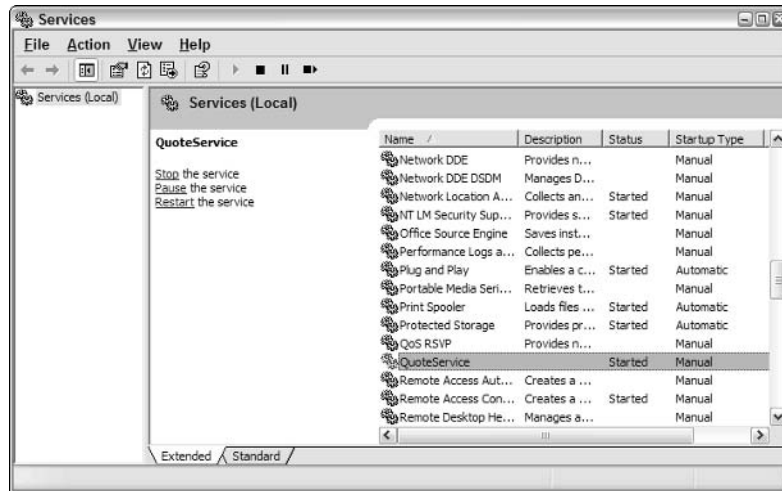 Services
File Action View Help
Services (Local)
Services (Local)
QuoteService
Stop the service
Pause the service
Restart the service
Name / Description Status Startup Type
Network DDE Provides n... Manual
Network DDE DSDM Manages D... Manual
Network Location A... Collects an... Started Manual
NT LM Security Sup... Provides s... Started Manual
Office Source Engine Saves inst... Manual
Performance Logs a... Collects pe... Manual
Plug and Play Enables a c... Started Automatic
Portable Media Seri... Retrieves t... Manual
Print Spooler Loads files ... Started Automatic
Protected Storage Provides pr... Started Automatic
QoS RSVP Provides n... Manual
QuoteService Started Manual
Remote Access Aut... Creates a ... Manual
Remote Access Con... Creates a ... Started Manual
Remote Desktop He... Manages a... Manual
Extended Standard